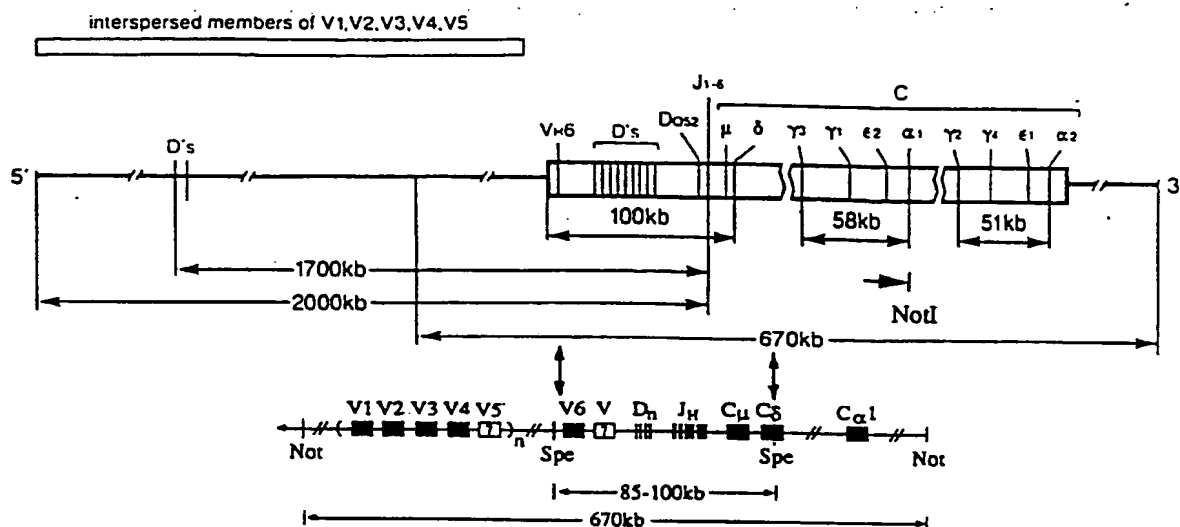 interspersed members of V1,V2,V3,V4,V5
J1-6
C
VH6 D's DQ52 μ δ γ3 γ1 ε2 α1 γ2 γ4 ε1 α2
D's
5' 3
100kb 58kb 51kb
1700kb
2000kb
NotI
670kb
V1 V2 V3 V4 V5 V6 V Dn JH Cμ Cδ Cα1
( ? )n ?
Not Spe Spe Not
85-100kb
670kb